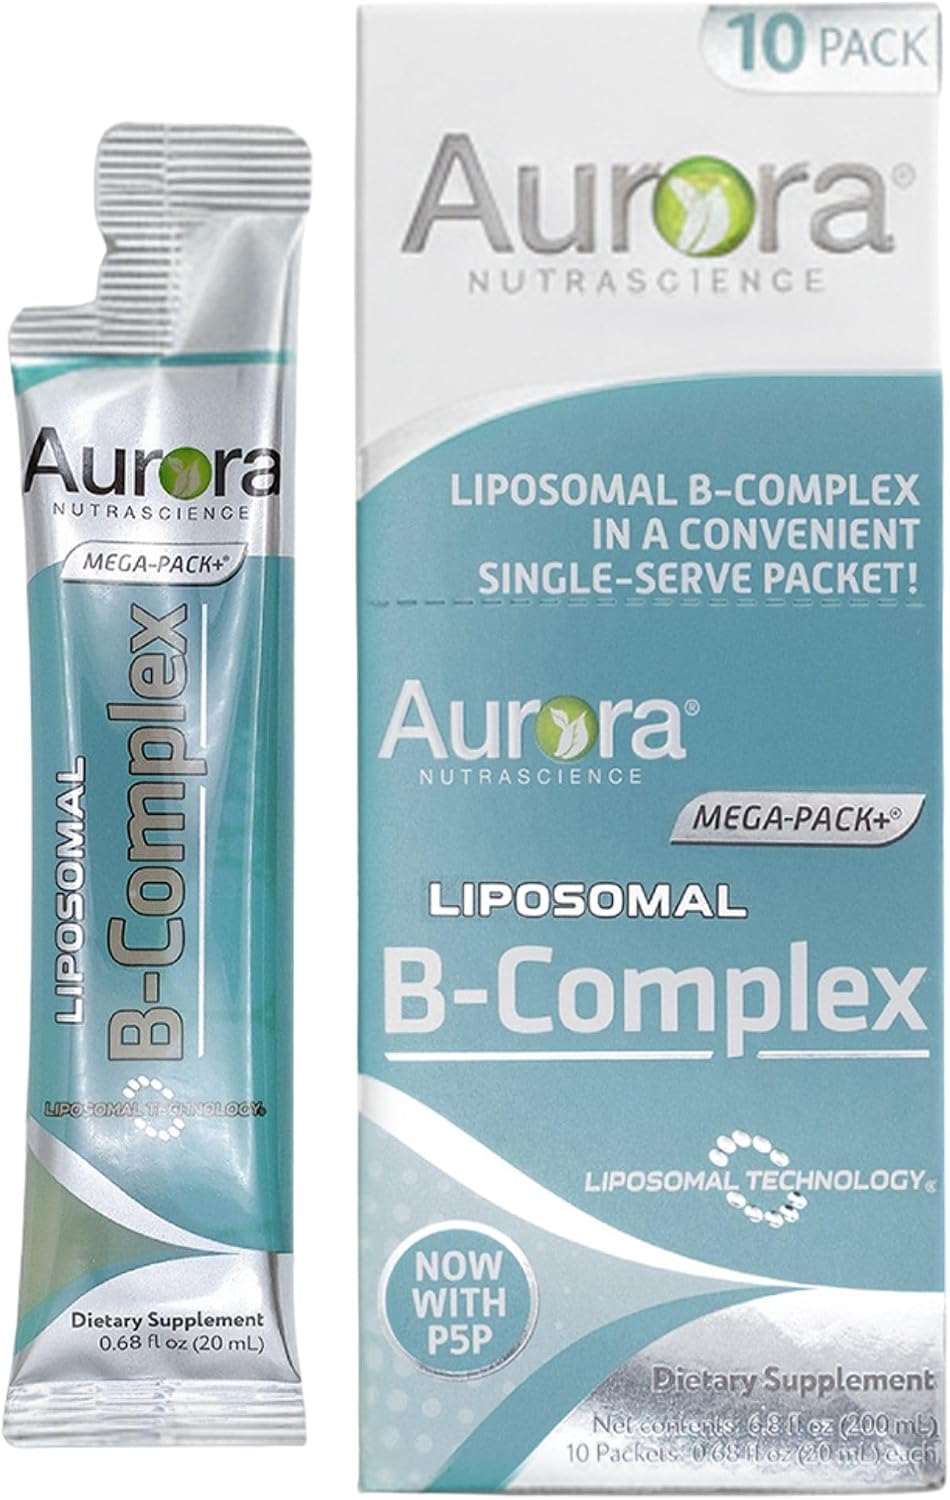 Aurora
NUTRASCIENCE
MEGA-PACK+®
LIPOSOMAL
B-Complex
LIPOSOMAL TECHNOLOGY®
Dietary Supplement
0.68 fl oz (20 mL)
10 PACK
Aurora®
NUTRASCIENCE
LIPOSOMAL B-COMPLEX
IN A CONVENIENT
SINGLE-SERVE PACKET!
Aurora®
NUTRASCIENCE
MEGA-PACK+®
LIPOSOMAL
B-Complex
LIPOSOMAL TECHNOLOGY®
NOW
WITH
P5P
Dietary Supplement
Net contents: 6.8 fl oz (200 mL)
10 Packets: 0.68 fl oz (20 mL) each